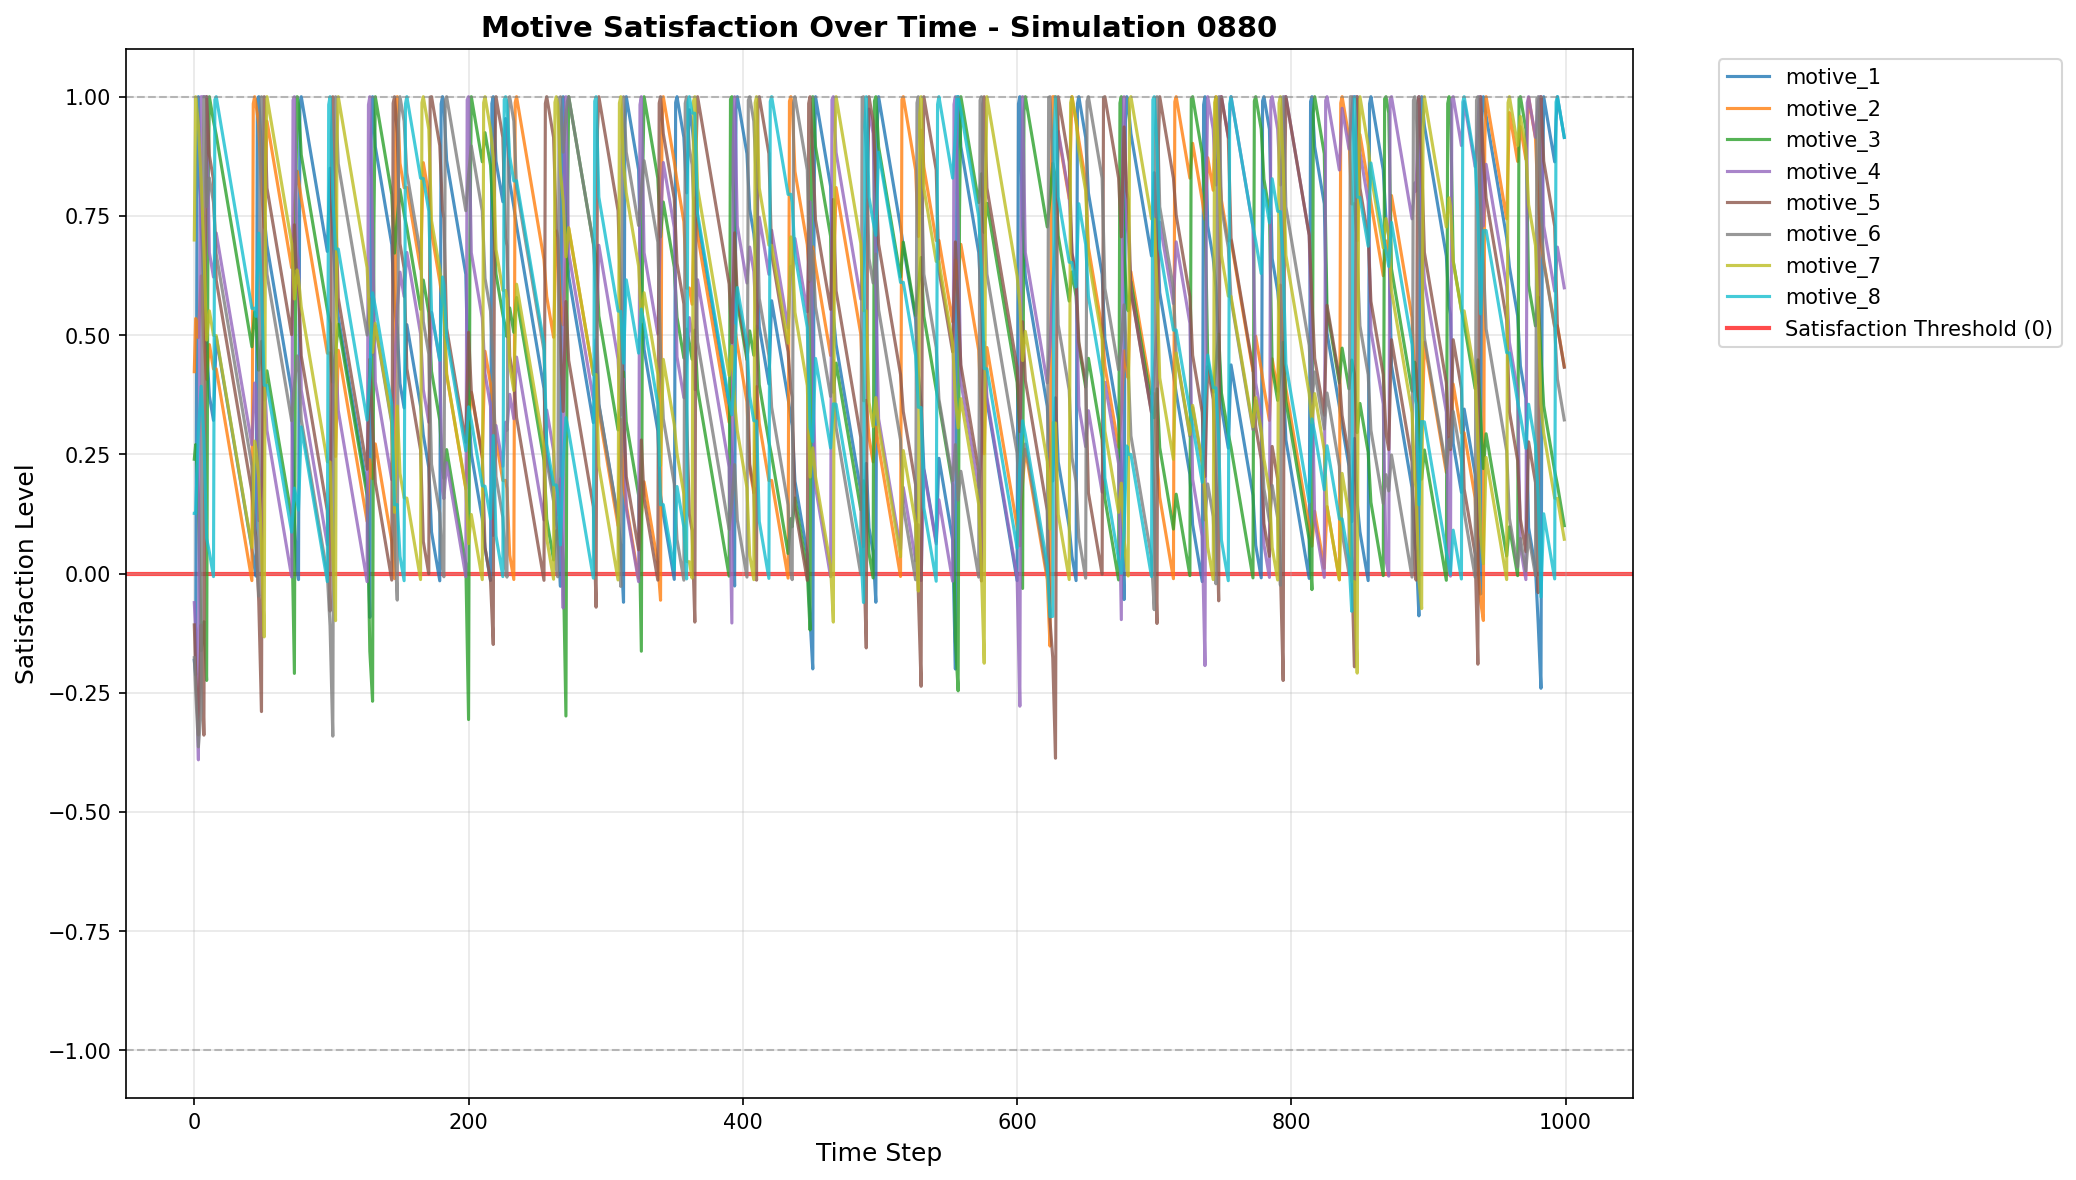 Motive Satisfaction Over Time - Simulation 0880
Satisfaction Level
1.00
0.75
0.50
0.25
0.00
−0.25
−0.50
−0.75
−1.00
0
200
400
600
800
1000
Time Step
motive_1
motive_2
motive_3
motive_4
motive_5
motive_6
motive_7
motive_8
Satisfaction Threshold (0)